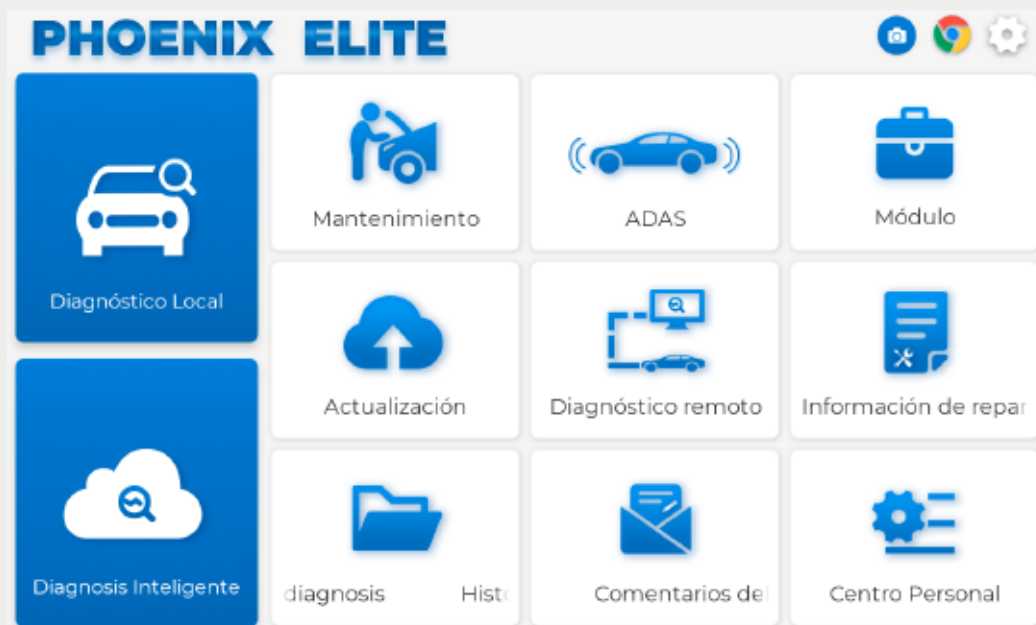 PHOENIX ELITE
Diagnóstico Local
Mantenimiento
ADAS
Módulo
Actualización
Diagnóstico remoto
Información de repar
Diagnosis Inteligente
diagnosis Histo
Comentarios del
Centro Personal